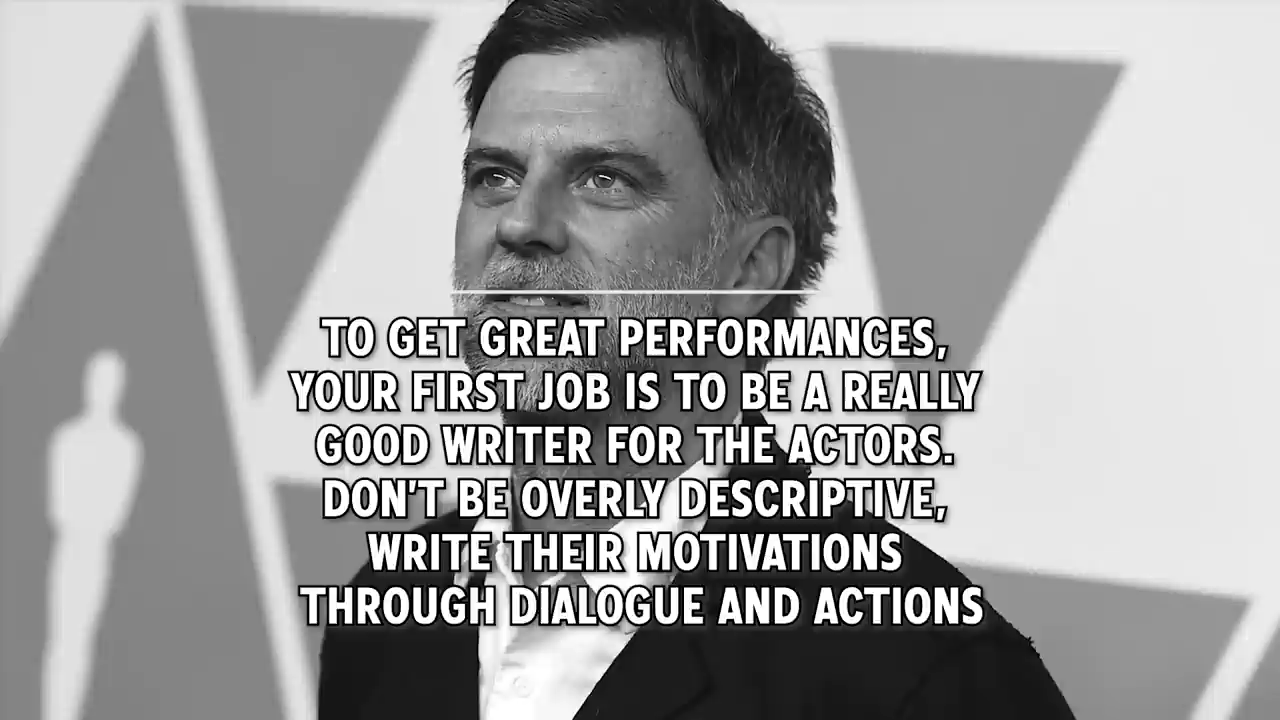 TO GET GREAT PERFORMANCES,
YOUR FIRST JOB IS TO BE A REALLY
GOOD WRITER FOR THE ACTORS.
DON'T BE OVERLY DESCRIPTIVE,
WRITE THEIR MOTIVATIONS
THROUGH DIALOGUE AND ACTIONS